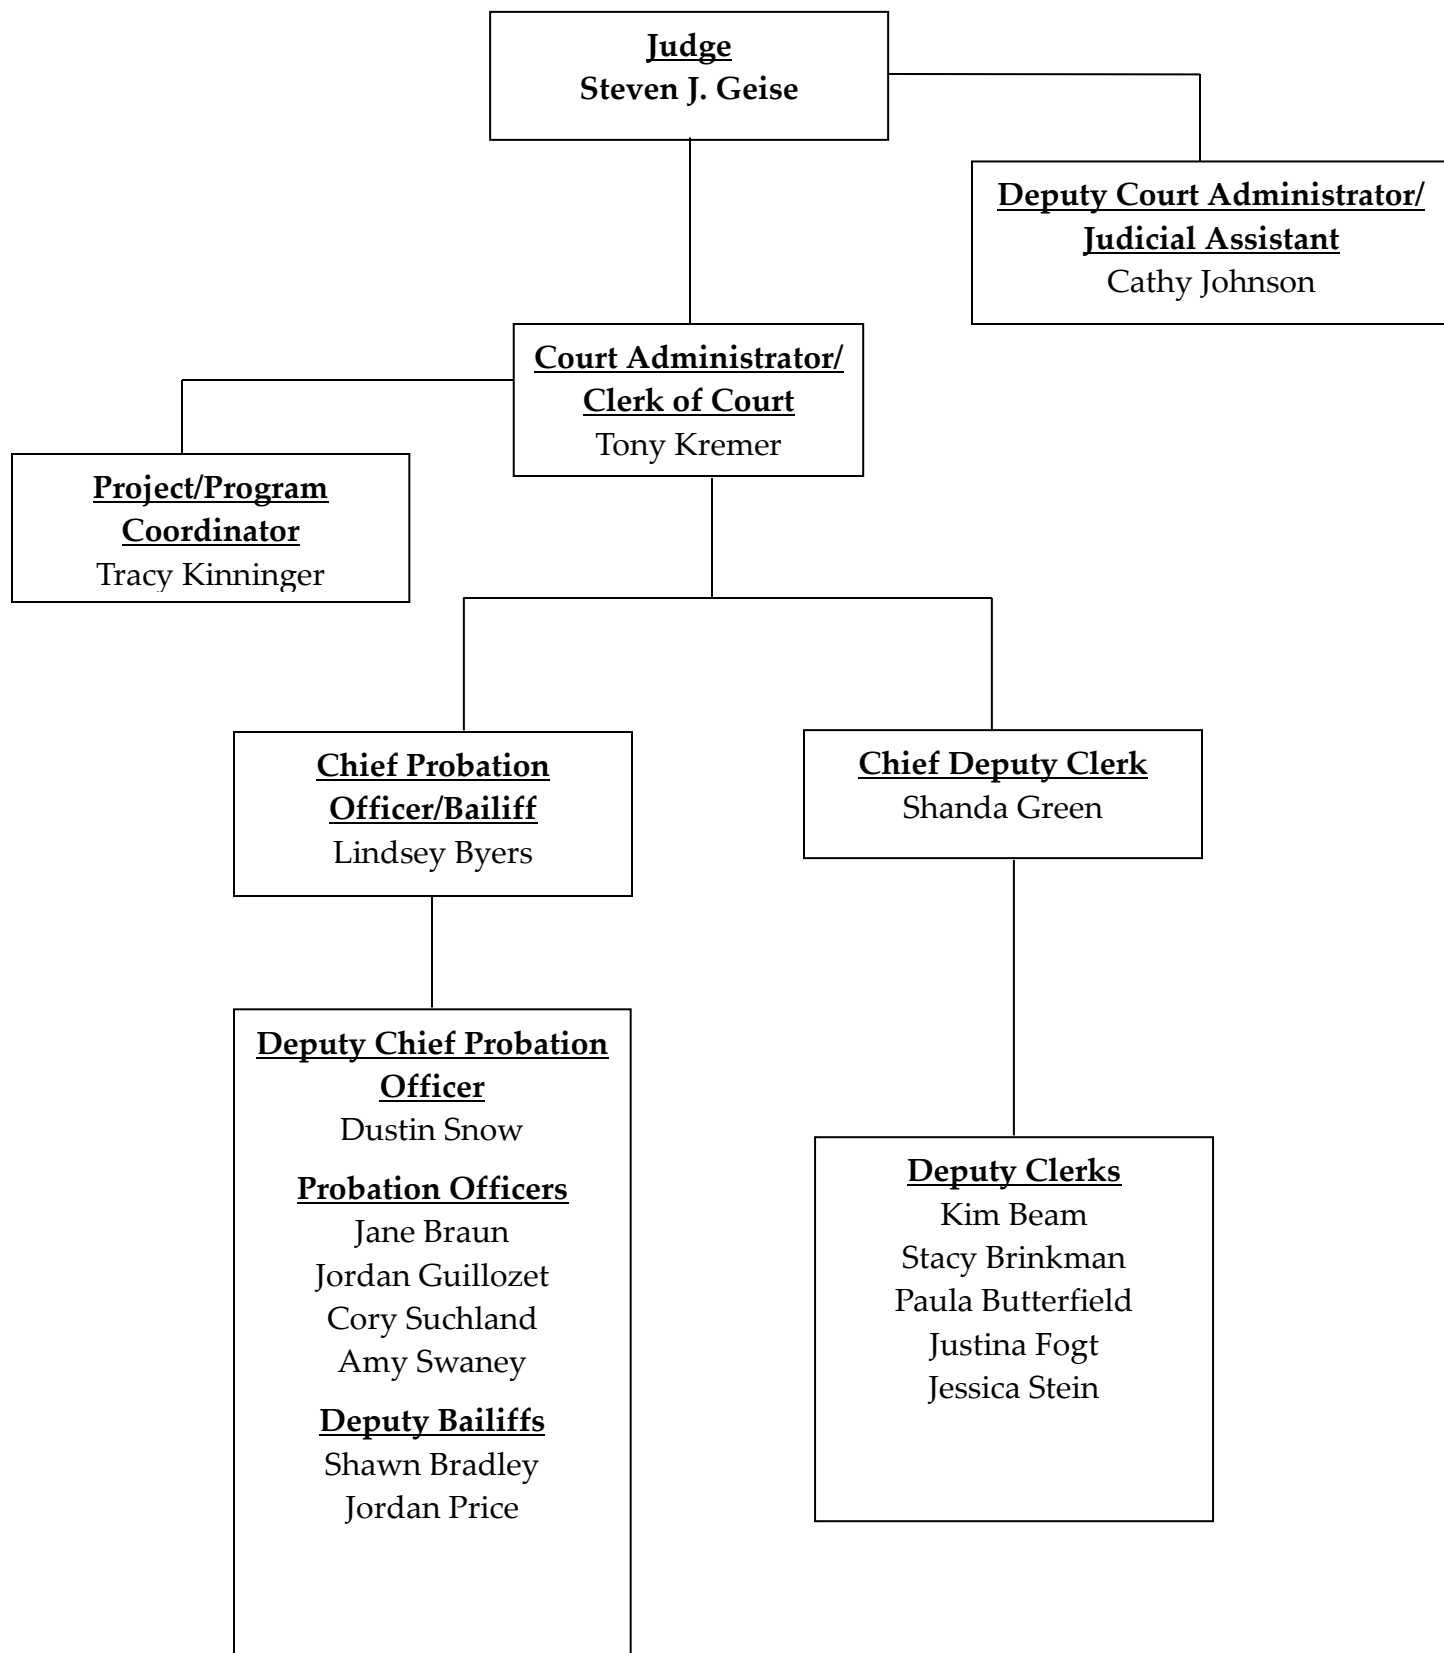 Judge
Steven J. Geise
Deputy Court Administrator/
Judicial Assistant
Cathy Johnson
Court Administrator/
Clerk of Court
Tony Kremer
Project/Program
Coordinator
Tracy Kinninger
Chief Probation
Officer/Bailiff
Lindsey Byers
Chief Deputy Clerk
Shanda Green
Deputy Chief Probation
Officer
Dustin Snow
Probation Officers
Jane Braun
Jordan Guillozet
Cory Suchland
Amy Swaney
Deputy Bailiffs
Shawn Bradley
Jordan Price
Deputy Clerks
Kim Beam
Stacy Brinkman
Paula Butterfield
Justina Fogt
Jessica Stein